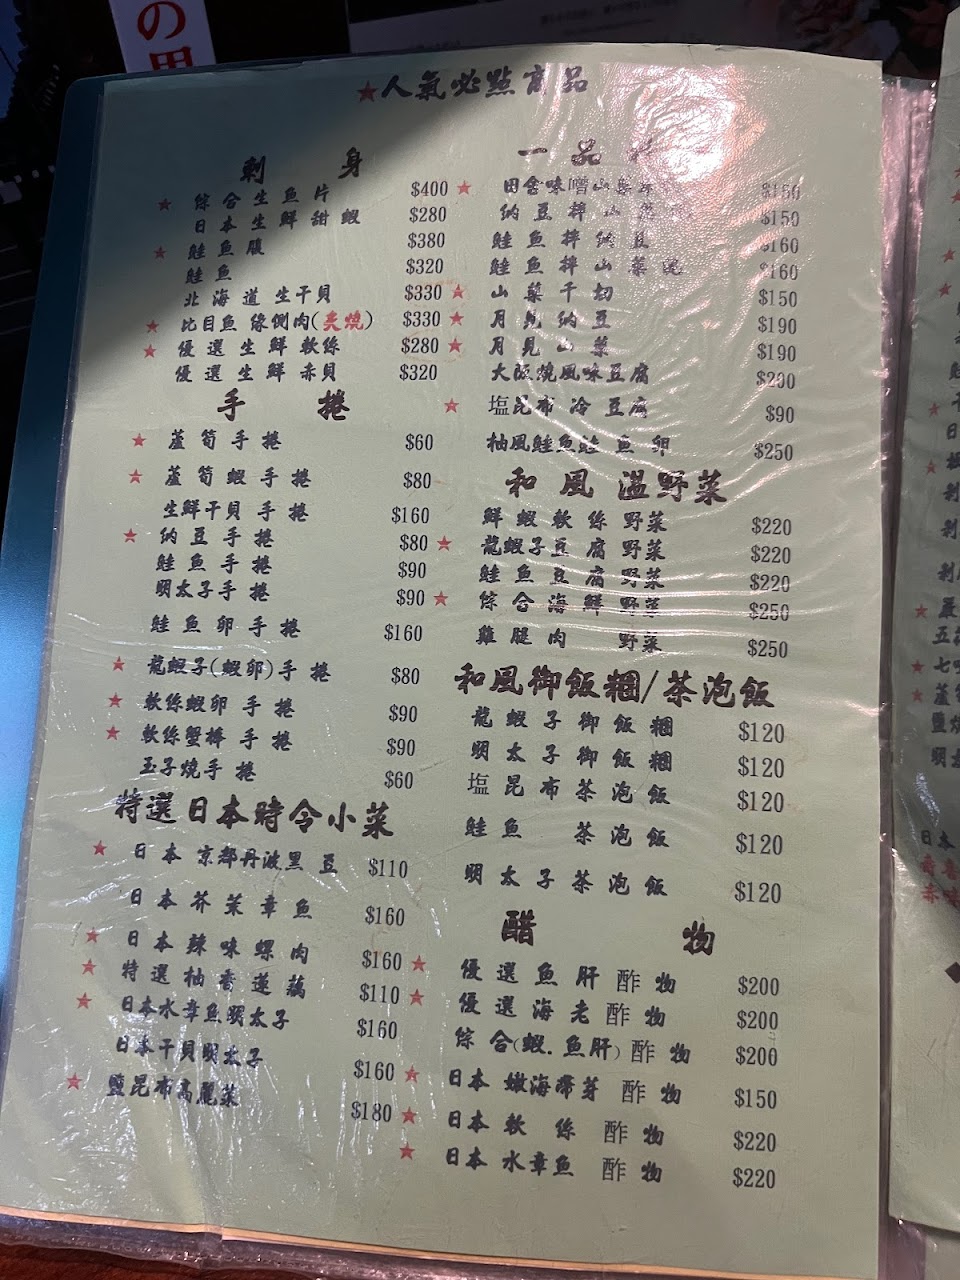 の
★人氣必點商品
刺 身
★ 綜合生魚片 $400
日本生鮮甜蝦 $280
★ 鮭魚腹 $380
鮭魚 $320
北海道生干貝 $330
★ 比目魚緣側肉(炙燒) $330
★ 優選生鮮軟絲 $280
優選生鮮赤貝 $320
手 捲
★ 蘆筍手捲 $60
★ 蘆筍蝦手捲 $80
生鮮干貝手捲 $160
★ 納豆手捲 $80
鮭魚手捲 $90
明太子手捲 $90
鮭魚卵手捲 $160
★ 龍蝦子(蝦卵)手捲 $80
★ 軟絲蝦卵手捲 $90
★ 軟絲蟹棒手捲 $90
玉子燒手捲 $60
特選日本時令小菜
★ 日本京都丹波黑豆 $110
日本芥茉章魚 $160
★ 日本辣味螺肉 $160
★ 特選柚香蓮藕 $110
★ 日本水章魚明太子 $160
日本干貝明太子 $160
★ 鹽昆布高麗菜 $180
一品
★ 田舍味噌山藥 $150
納豆拌山 $150
鮭魚拌納豆 $160
鮭魚拌山藥泥 $160
★ 山藥千切 $150
★ 月見納豆 $190
★ 月見山藥 $190
大阪燒風味豆腐 $200
★ 塩昆布冷豆腐 $90
柚風鮭魚鮭魚卵 $250
和風溫野菜
鮮蝦軟絲野菜 $220
★ 龍蝦子豆腐野菜 $220
鮭魚豆腐野菜 $220
★ 綜合海鮮野菜 $250
雞腿肉 野菜 $250
和風御飯糰/茶泡飯
龍蝦子御飯糰 $120
明太子御飯糰 $120
塩昆布茶泡飯 $120
鮭魚 茶泡飯 $120
明太子茶泡飯 $120
醋 物
★ 優選魚肝酢物 $200
★ 優選海老酢物 $200
綜合(蝦.魚肝)酢物 $200
★ 日本嫩海帶芽酢物 $150
★ 日本軟絲酢物 $220
★ 日本水章魚酢物 $220